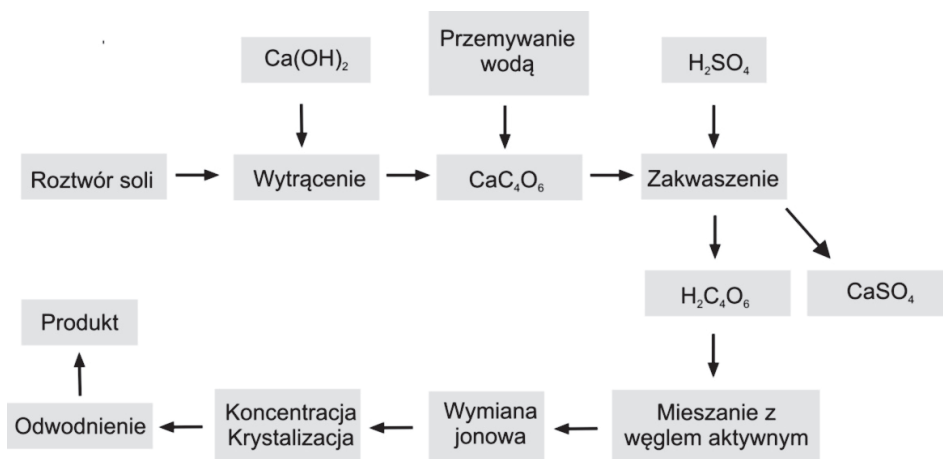 Ca(OH)₂
Przemywanie
wodą
H₂SO₄
Roztwór soli
Wytrącenie
CaC₄O₆
Zakwaszenie
H₂C₄O₆
CaSO₄
Produkt
Odwodnienie
Koncentracja
Krystalizacja
Wymiana
jonowa
Mieszanie z
węglem aktywnym